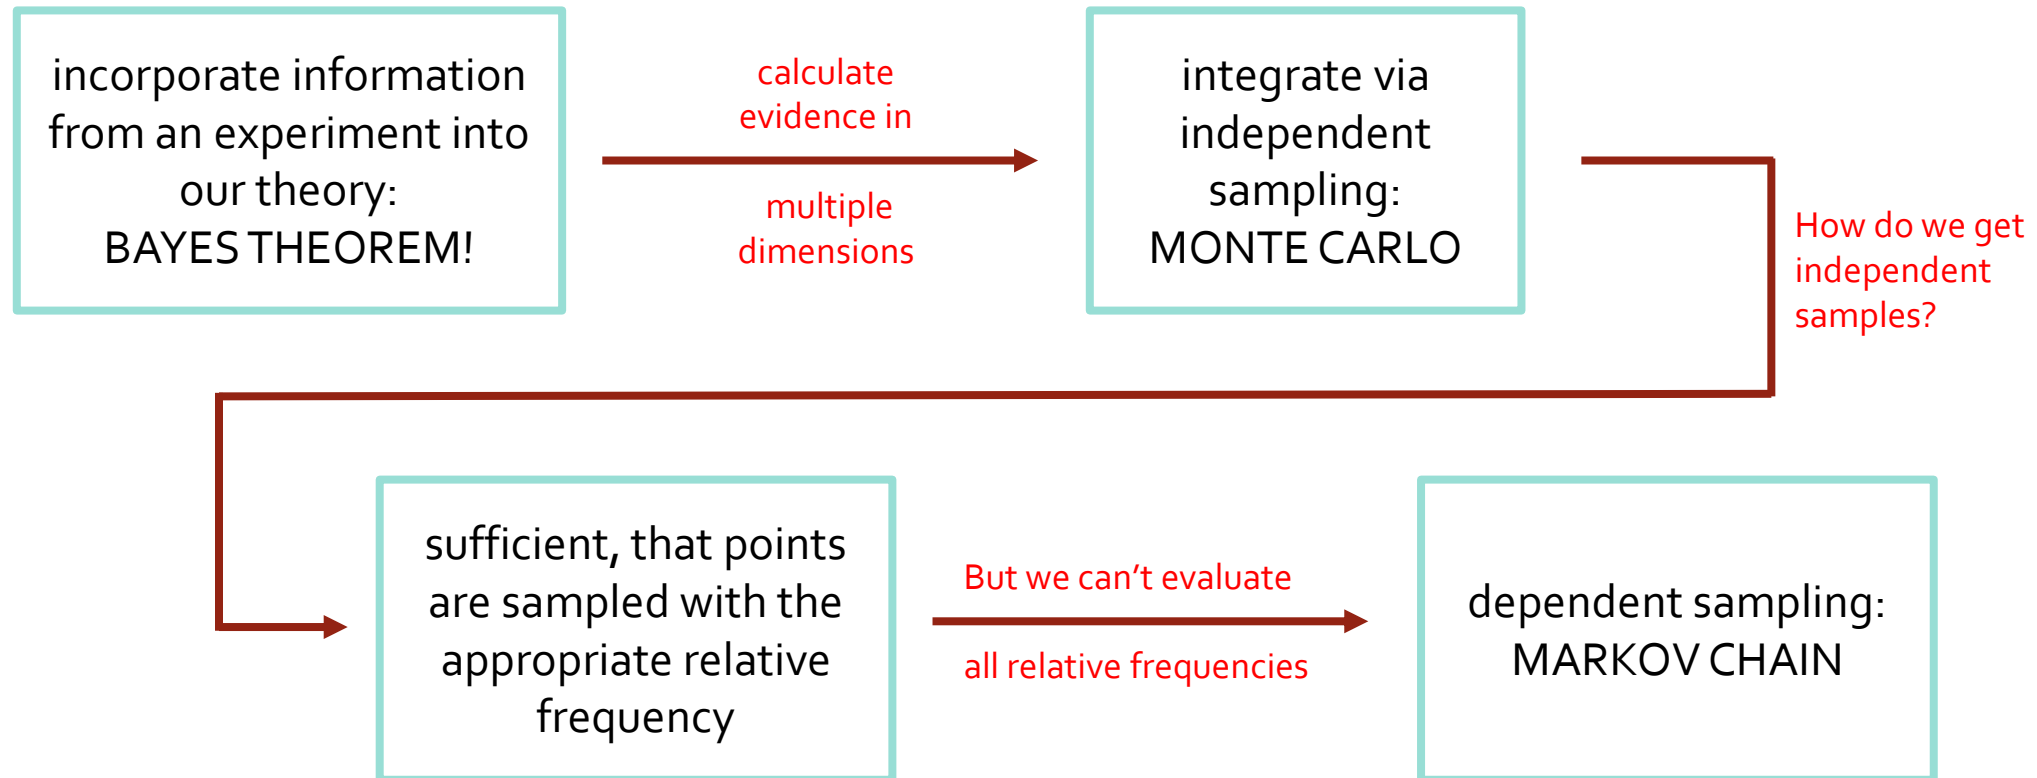 incorporate information
from an experiment into
our theory:
BAYES THEOREM!
calculate
evidence in
multiple
dimensions
integrate via
independent
sampling:
MONTE CARLO
How do we get
independent
samples?
sufficient, that points
are sampled with the
appropriate relative
frequency
But we can’t evaluate
all relative frequencies
dependent sampling:
MARKOV CHAIN